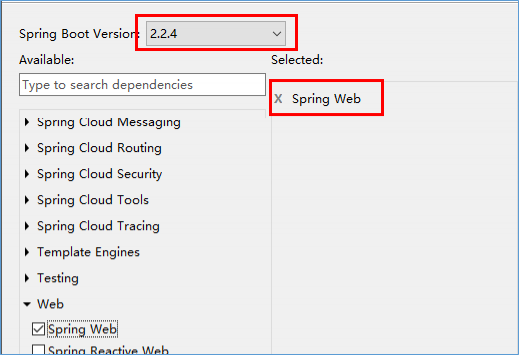 Spring Boot Version: 2.2.4
Available:
Selected:
Type to search dependencies
X Spring Web
Spring Cloud Messaging
Spring Cloud Routing
Spring Cloud Security
Spring Cloud Tools
Spring Cloud Tracing
Template Engines
Testing
Web
Spring Web
Spring Reactive Web